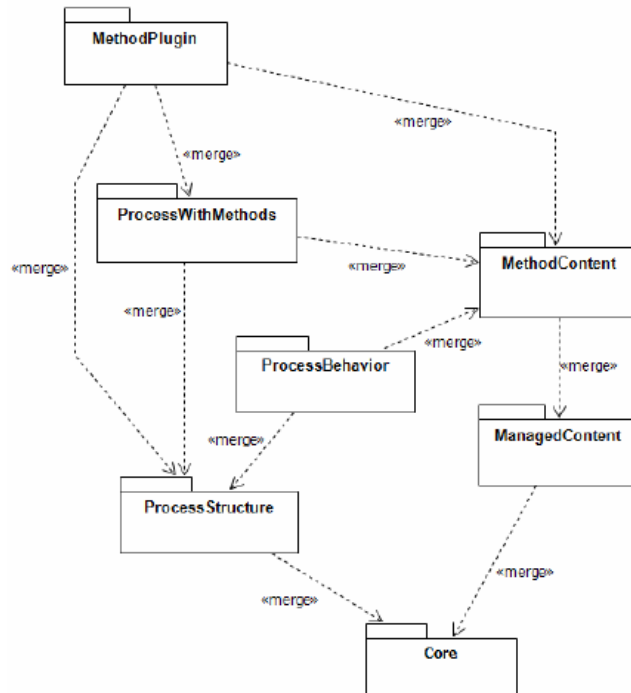 MethodPlugin
«merge»
«merge»
ProcessWithMethods
MethodContent
«merge»
«merge»
«merge»
«merge»
ProcessBehavior
«merge»
ManagedContent
«merge»
ProcessStructure
«merge»
«merge»
Core